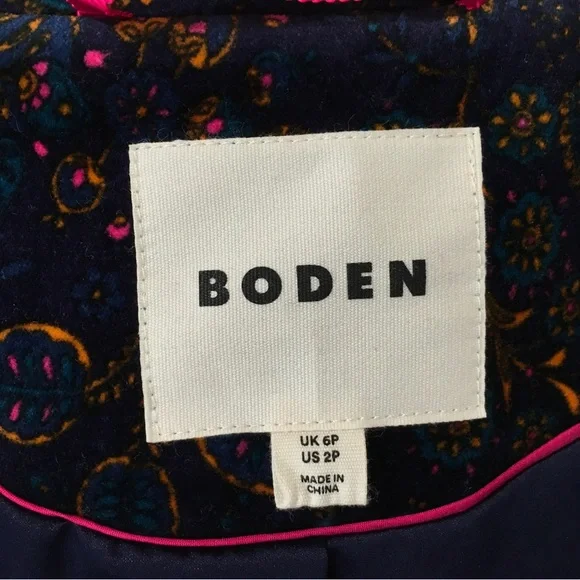 BODEN
UK 6P
US 2P
MADE IN
CHINA